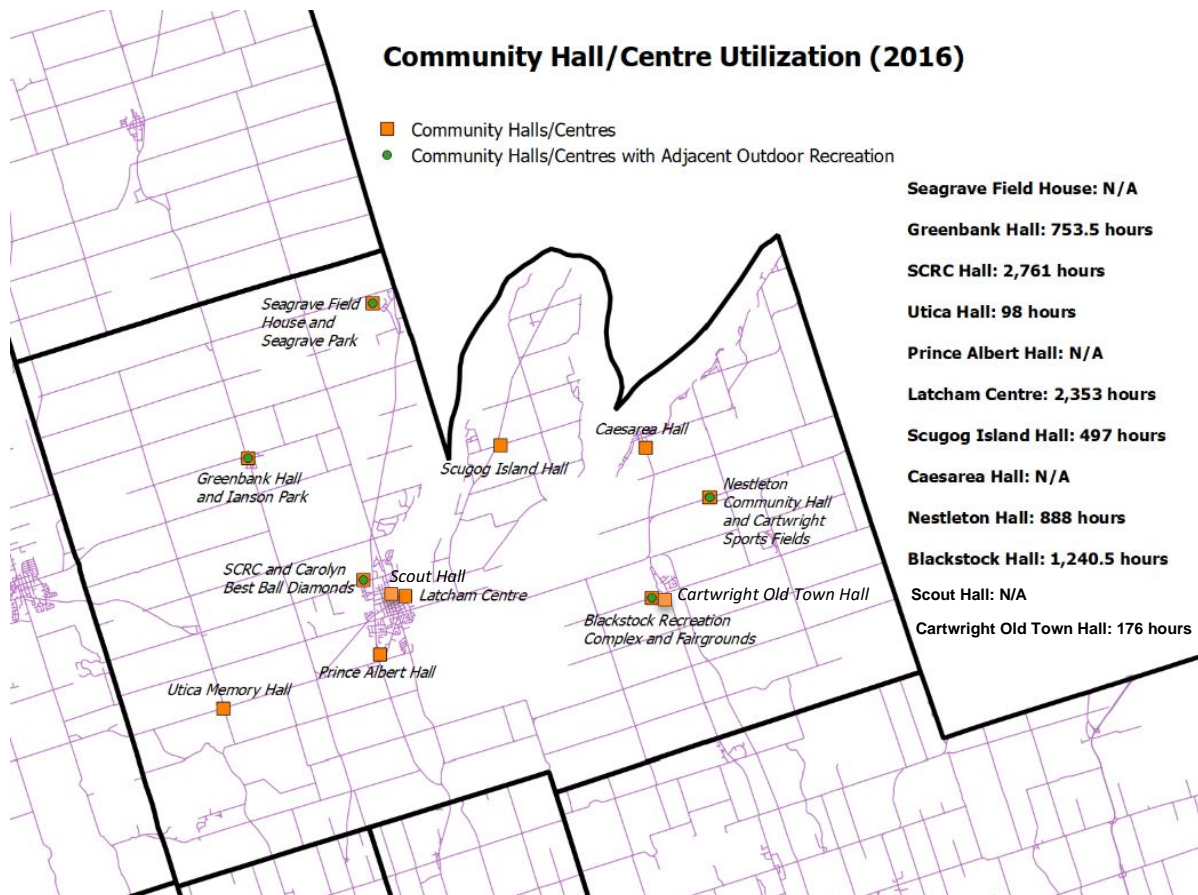 Community Hall/Centre Utilization (2016)
Community Halls/Centres
Community Halls/Centres with Adjacent Outdoor Recreation
Seagrave Field House: N/A
Greenbank Hall: 753.5 hours
SCRC Hall: 2,761 hours
Utica Hall: 98 hours
Prince Albert Hall: N/A
Latcham Centre: 2,353 hours
Scugog Island Hall: 497 hours
Caesarea Hall: N/A
Nestleton Hall: 888 hours
Blackstock Hall: 1,240.5 hours
Scout Hall: N/A
Cartwright Old Town Hall: 176 hours
Seagrave Field
House and
Seagrave Park
Caesarea Hall
Scugog Island Hall
Greenbank Hall
and Ianson Park
Nestleton
Community Hall
and Cartwright
Sports Fields
SCRC and Carolyn
Best Ball Diamonds
Scout Hall
Latcham Centre
Cartwright Old Town Hall
Blackstock Recreation
Complex and Fairgrounds
Prince Albert Hall
Utica Memory Hall